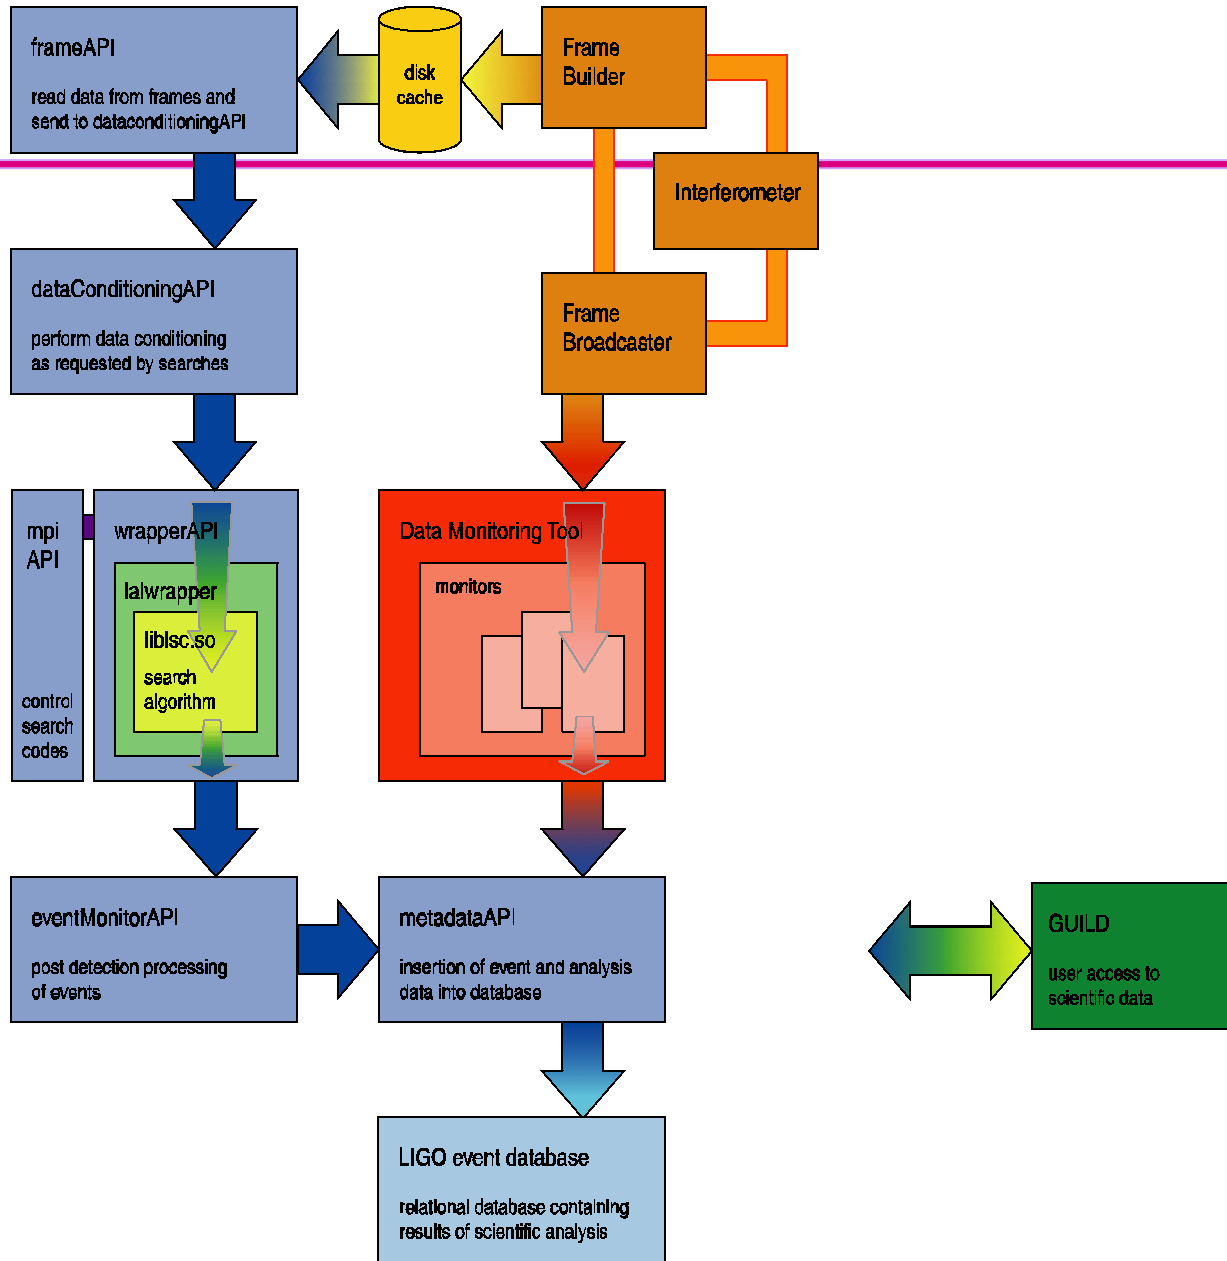 frameAPI
read data from frames and
send to dataconditioningAPI
disk
cache
Frame
Builder
Interferometer
dataConditioningAPI
perform data conditioning
as requested by searches
Frame
Broadcaster
mpi
API
control
search
codes
wrapperAPI
lalwrapper
liblsc.so
search
algorithm
Data Monitoring Tool
monitors
eventMonitorAPI
post detection processing
of events
metadataAPI
insertion of event and analysis
data into database
GUILD
user access to
scientific data
LIGO event database
relational database containing
results of scientific analysis